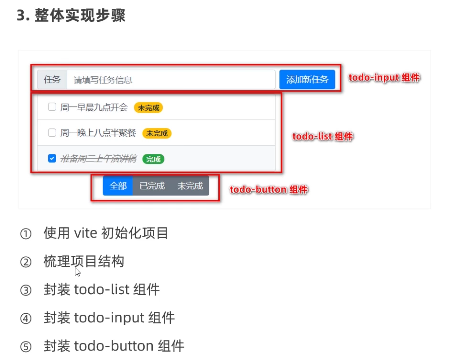 3. 整体实现步骤
任务 请填写任务信息 添加新任务 todo-input 组件
周一早晨九点开会 未完成
周一晚上八点半聚餐 未完成 todo-list 组件
准备周三上午演讲稿 完成
全部 已完成 未完成 todo-button 组件
① 使用 vite 初始化项目
② 梳理项目结构
③ 封装 todo-list 组件
④ 封装 todo-input 组件
⑤ 封装 todo-button 组件